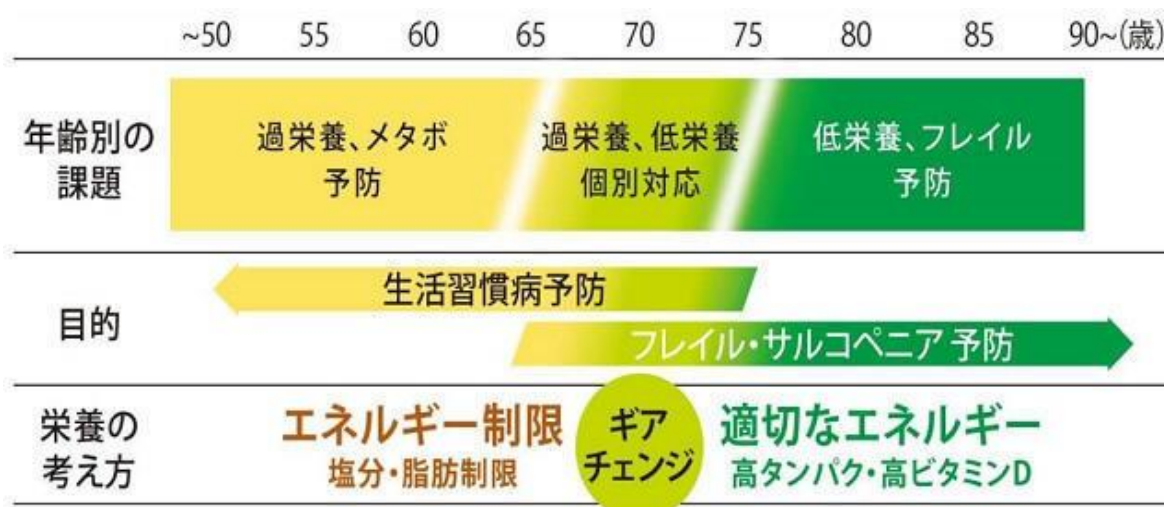 ~50 55 60 65 70 75 80 85 90~(歳)
年齢別の
課題
過栄養、メタボ
予防
過栄養、低栄養
個別対応
低栄養、フレイル
予防
目的
生活習慣病予防
フレイル・サルコペニア 予防
栄養の
考え方
エネルギー制限
塩分・脂肪制限
ギア
チェンジ
適切なエネルギー
高タンパク・高ビタミンD